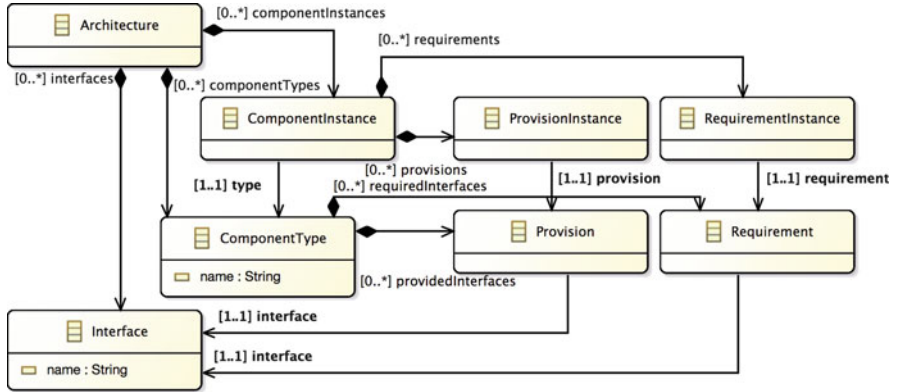 Architecture
[0..*] componentInstances
[0..*] requirements
[0..*] interfaces
[0..*] componentTypes
ComponentInstance
ProvisionInstance
RequirementInstance
[0..*] provisions
[1..1] type
[0..*] requiredInterfaces
[1..1] provision
[1..1] requirement
ComponentType
Provision
Requirement
name : String
[0..*] providedInterfaces
Interface
[1..1] interface
[1..1] interface
name : String